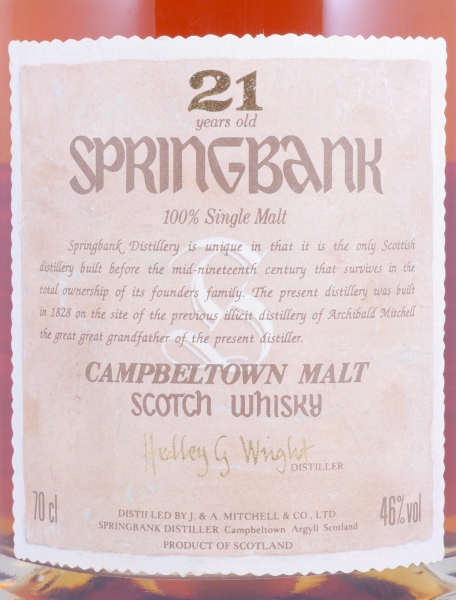 21
years old
SPRINGBANK
100% Single Malt
Springbank Distillery is unique in that it is the only Scottish
distillery built before the mid-nineteenth century that survives in the
total ownership of its founders family. The present distillery was built
in 1828 on the site of the previous illicit distillery of Archibald Mitchell
the great great grandfather of the present distiller.
S
CAMPBELTOWN MALT
SCOTCH WHISKY
Hedley G Wright
DISTILLER
70 cl
46% vol
DISTILLED BY J. & A. MITCHELL & CO., LTD.
SPRINGBANK DISTILLER Campbeltown Argyll Scotland
PRODUCT OF SCOTLAND